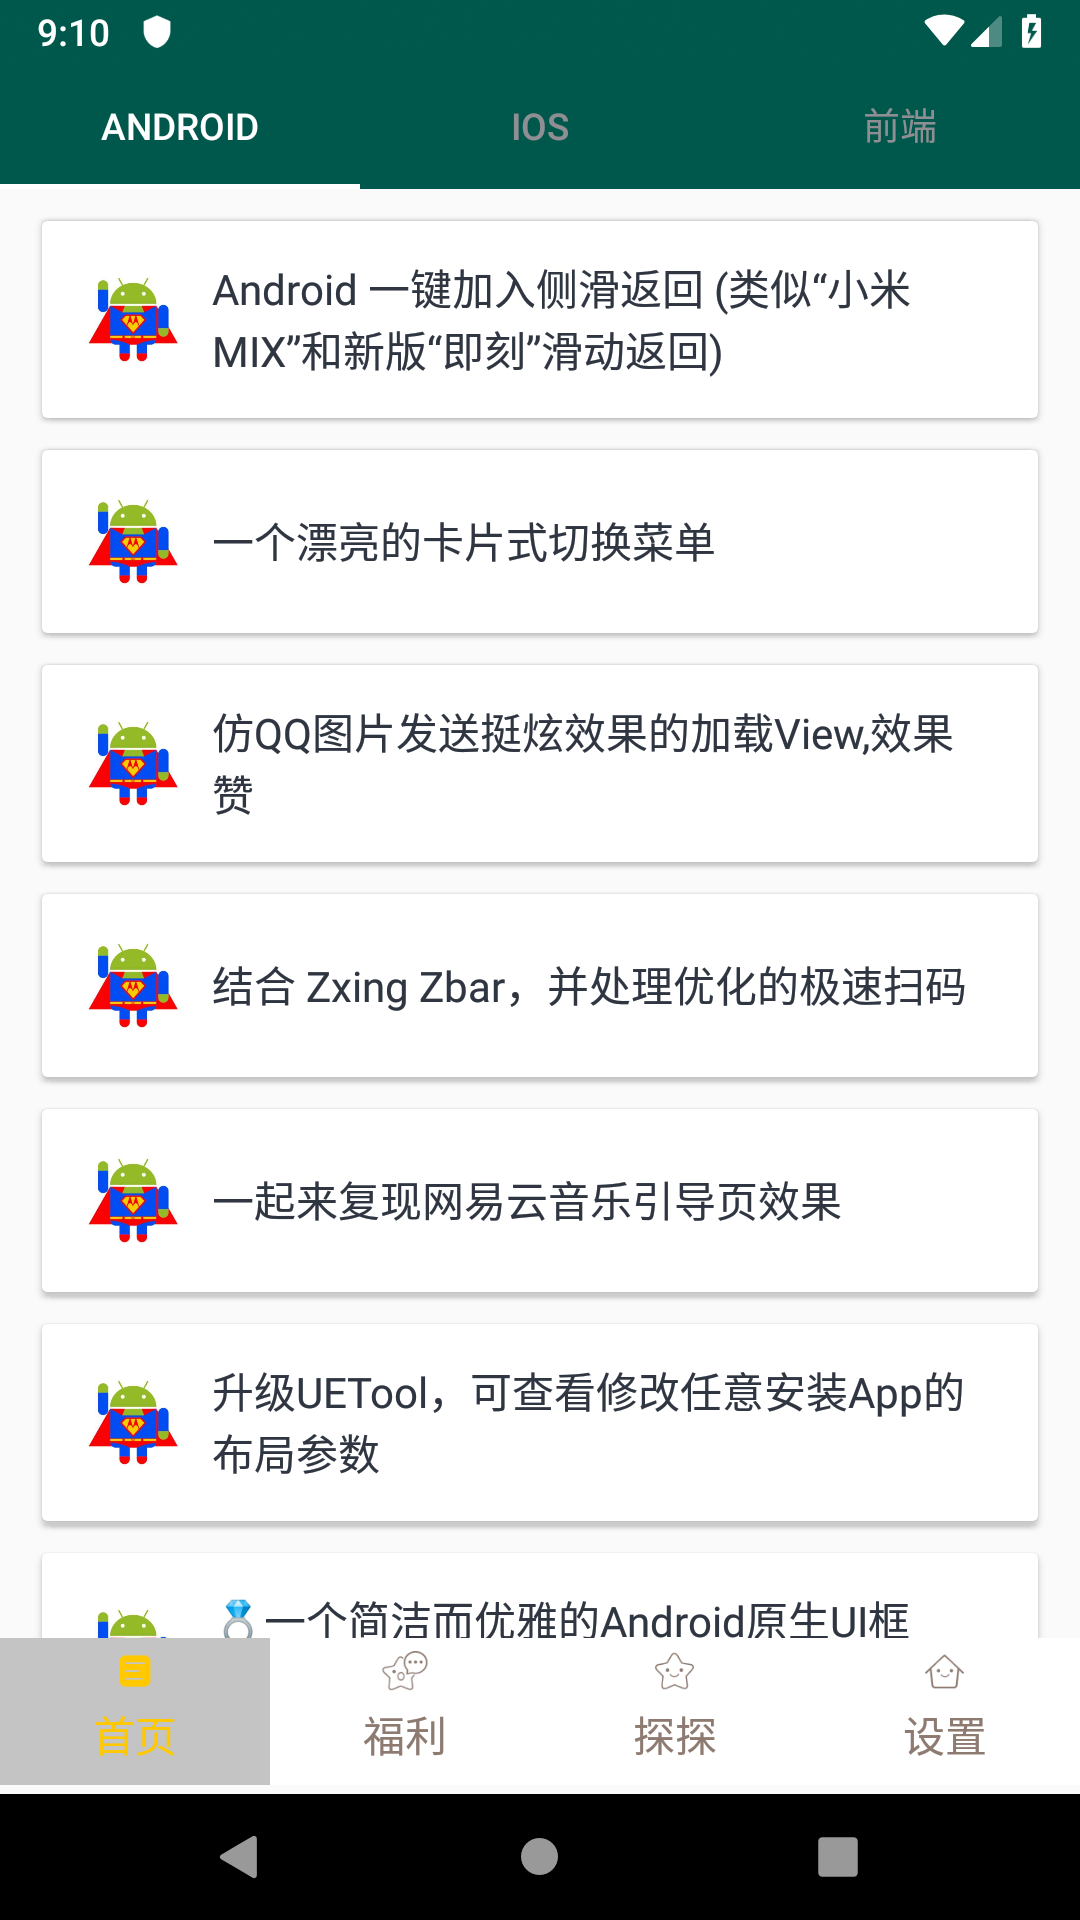 9:10
ANDROID
IOS
前端
Android 一键加入侧滑返回 (类似“小米
MIX”和新版“即刻”滑动返回)
一个漂亮的卡片式切换菜单
仿QQ图片发送挺炫效果的加载View,效果
赞
结合 Zxing Zbar，并处理优化的极速扫码
一起来复现网易云音乐引导页效果
升级UETool，可查看修改任意安装App的
布局参数
💍一个简洁而优雅的Android原生UI框
首页
福利
探探
设置